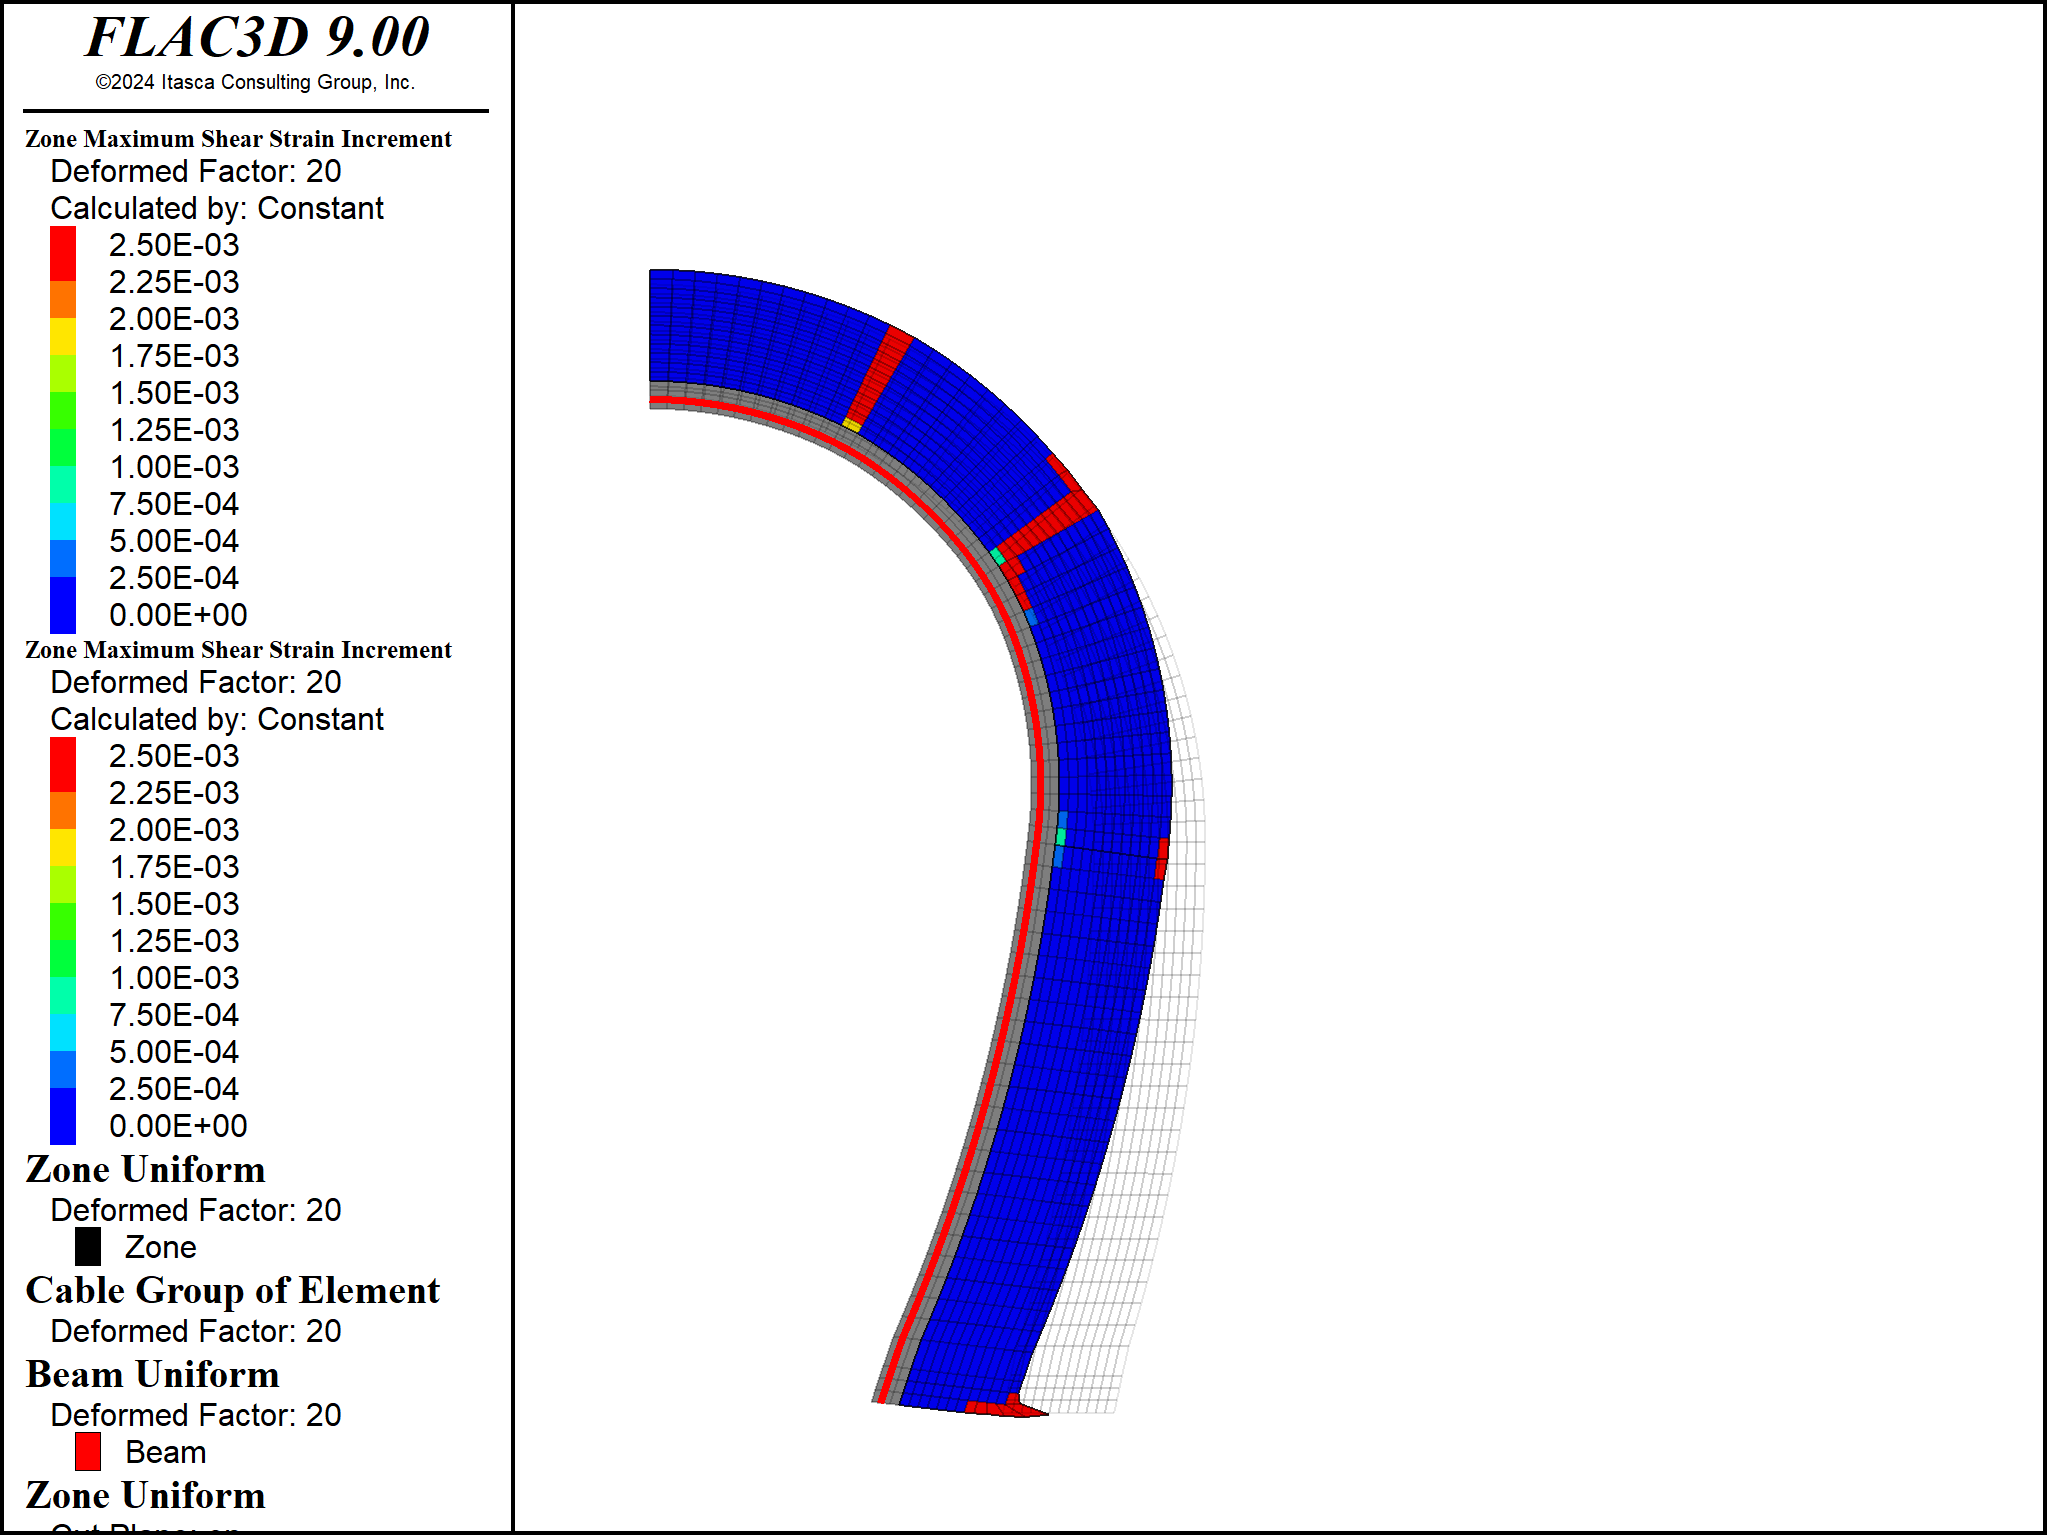 FLAC3D 9.00
©2024 Itasca Consulting Group, Inc.
Zone Maximum Shear Strain Increment
Deformed Factor: 20
Calculated by: Constant
2.50E-03
2.25E-03
2.00E-03
1.75E-03
1.50E-03
1.25E-03
1.00E-03
7.50E-04
5.00E-04
2.50E-04
0.00E+00
Zone Maximum Shear Strain Increment
Deformed Factor: 20
Calculated by: Constant
2.50E-03
2.25E-03
2.00E-03
1.75E-03
1.50E-03
1.25E-03
1.00E-03
7.50E-04
5.00E-04
2.50E-04
0.00E+00
Zone Uniform
Deformed Factor: 20
Zone
Cable Group of Element
Deformed Factor: 20
Beam Uniform
Deformed Factor: 20
Beam
Zone Uniform